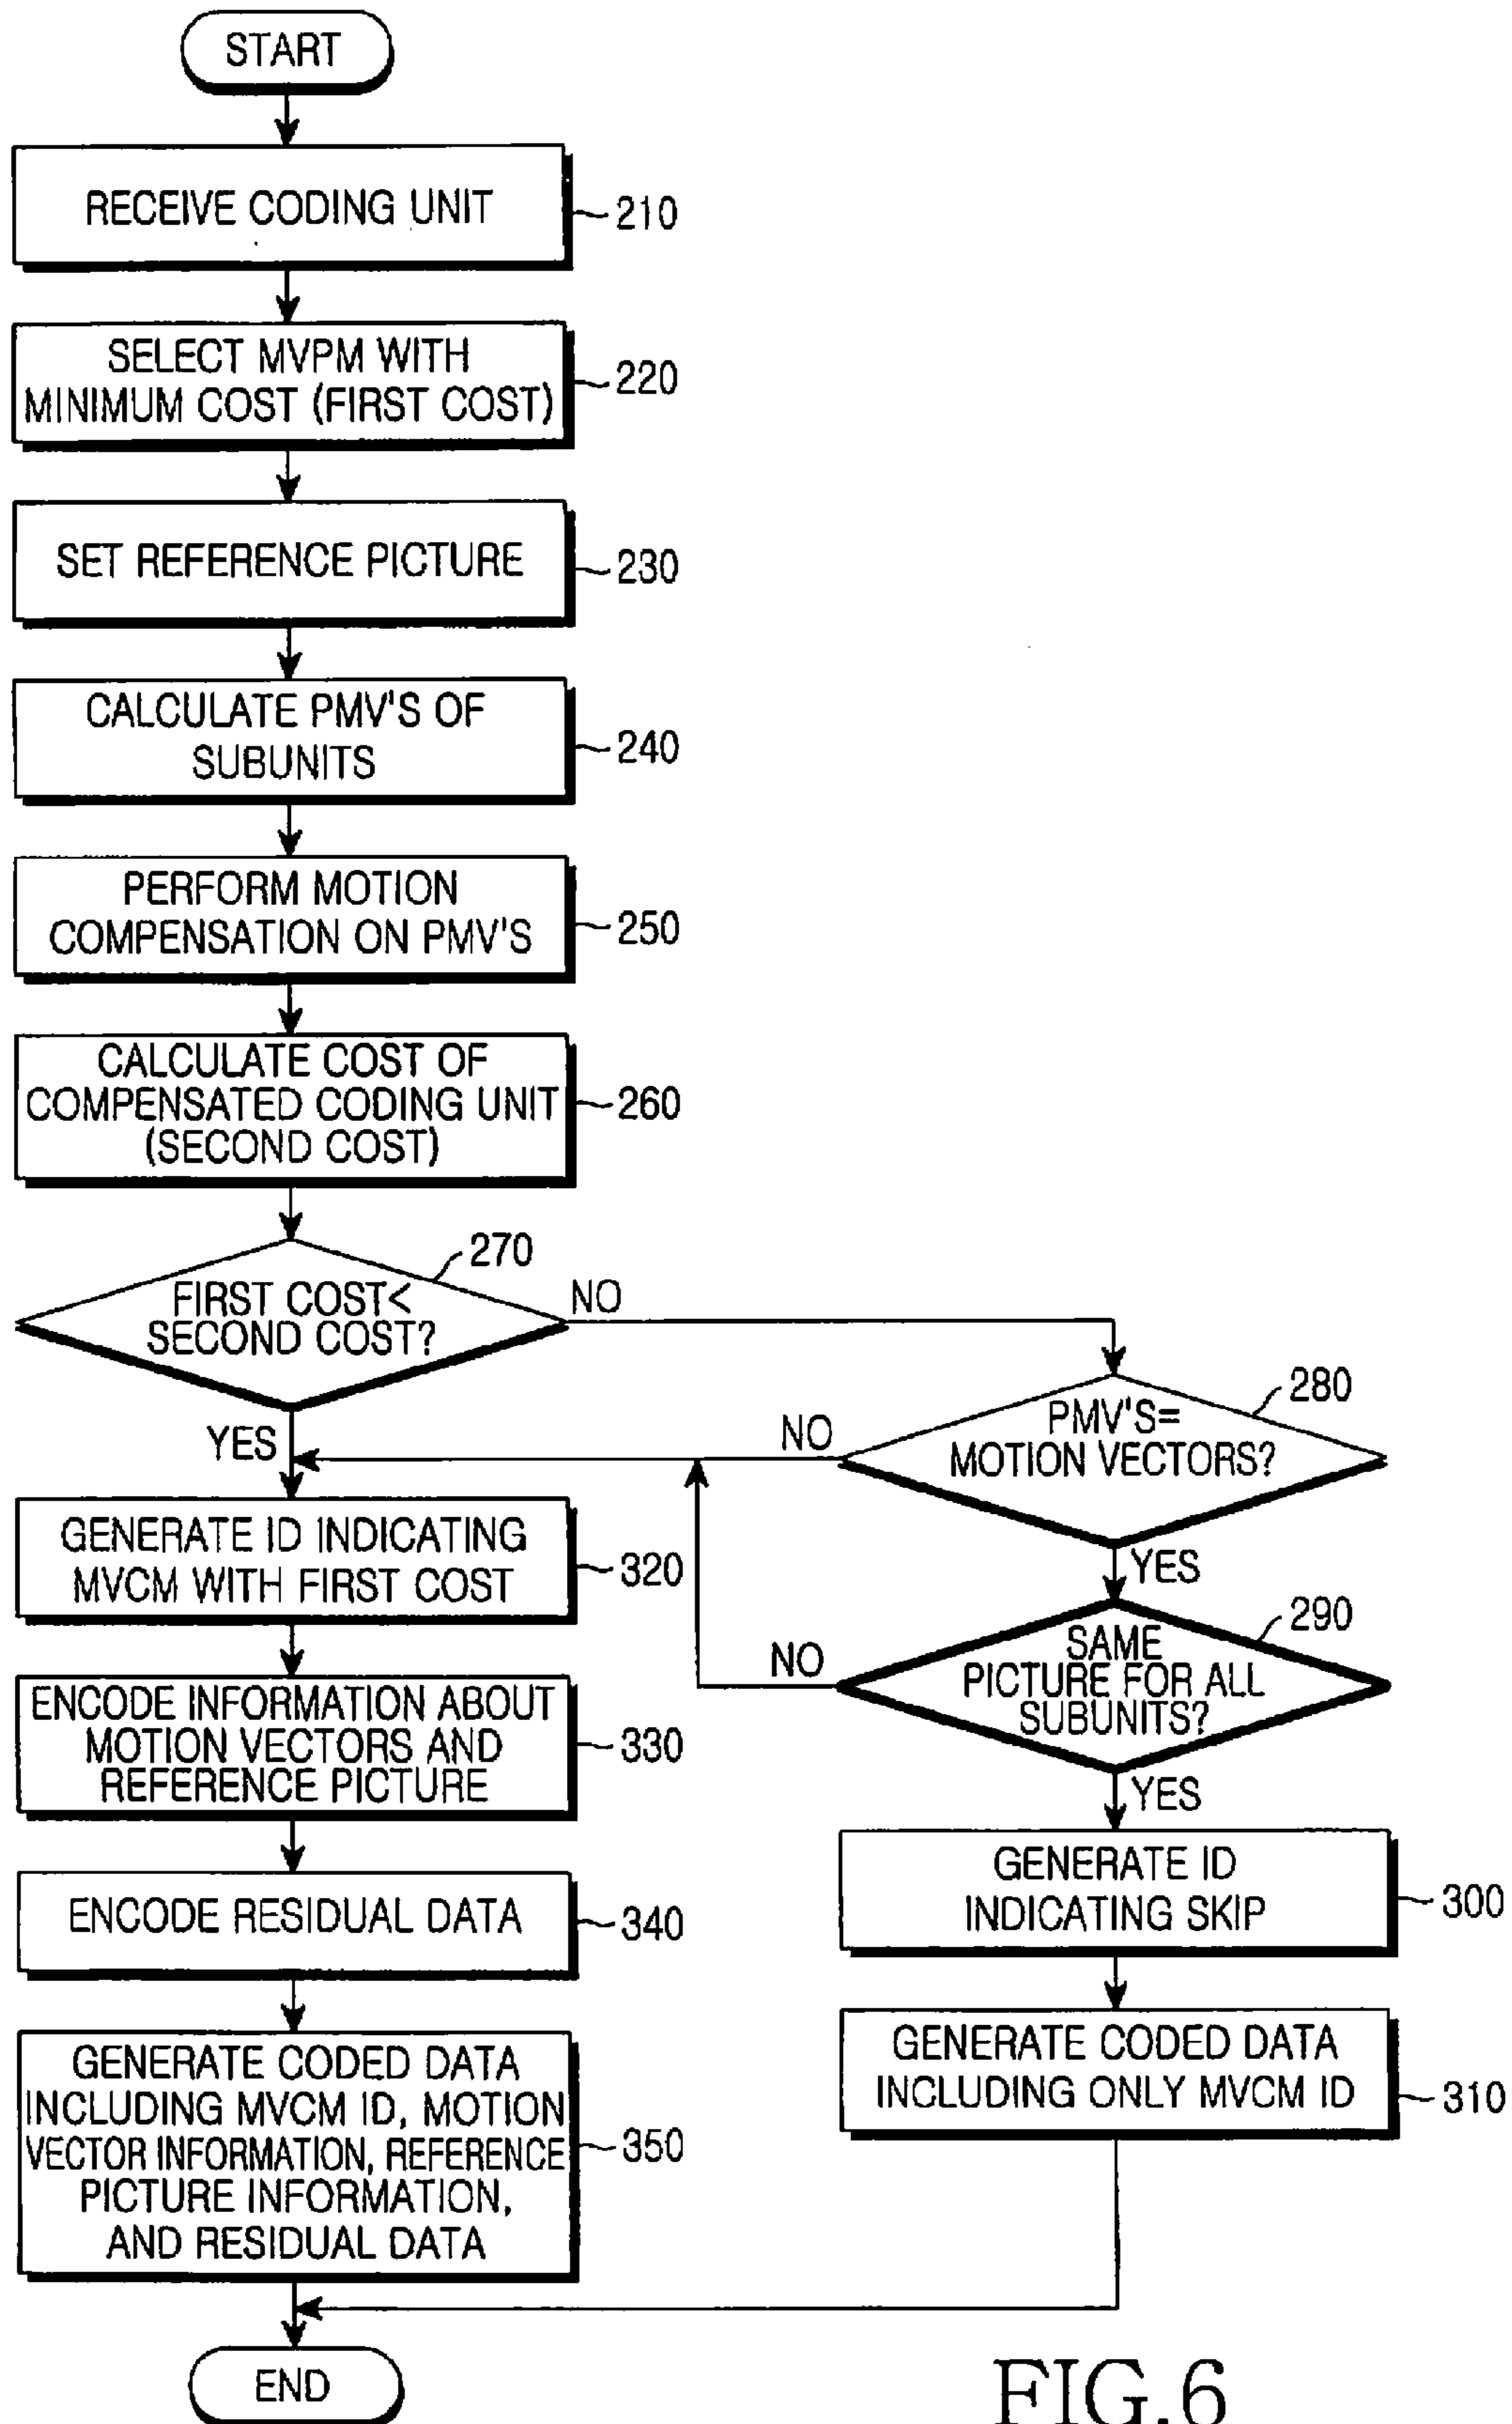 START
RECEIVE CODING UNIT
210
SELECT MVPM WITH
MINIMUM COST (FIRST COST)
220
SET REFERENCE PICTURE
230
CALCULATE PMV'S OF
SUBUNITS
240
PERFORM MOTION
COMPENSATION ON PMV'S
250
CALCULATE COST OF
COMPENSATED CODING UNIT
(SECOND COST)
260
FIRST COST<
SECOND COST?
270
NO
YES
PMV'S=
MOTION VECTORS?
280
NO
YES
SAME
PICTURE FOR ALL
SUBUNITS?
290
NO
YES
GENERATE ID
INDICATING SKIP
300
GENERATE CODED DATA
INCLUDING ONLY MVCM ID
310
GENERATE ID INDICATING
MVCM WITH FIRST COST
320
ENCODE INFORMATION ABOUT
MOTION VECTORS AND
REFERENCE PICTURE
330
ENCODE RESIDUAL DATA
340
GENERATE CODED DATA
INCLUDING MVCM ID, MOTION
VECTOR INFORMATION, REFERENCE
PICTURE INFORMATION,
AND RESIDUAL DATA
350
END
FIG.6